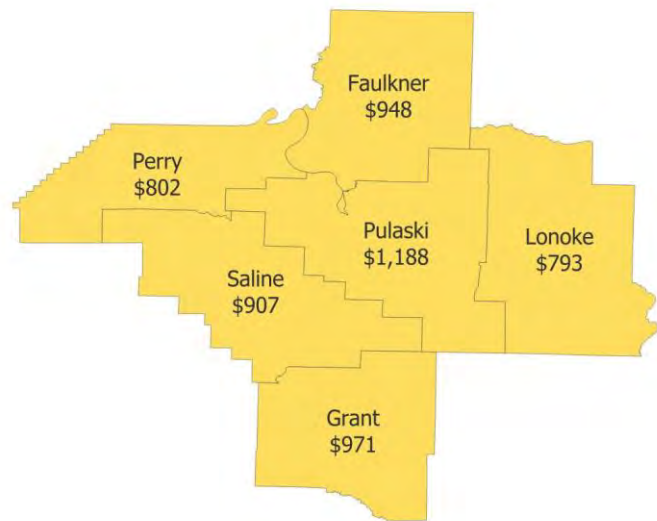 Faulkner
$948
Perry
$802
Pulaski
$1,188
Lonoke
$793
Saline
$907
Grant
$971